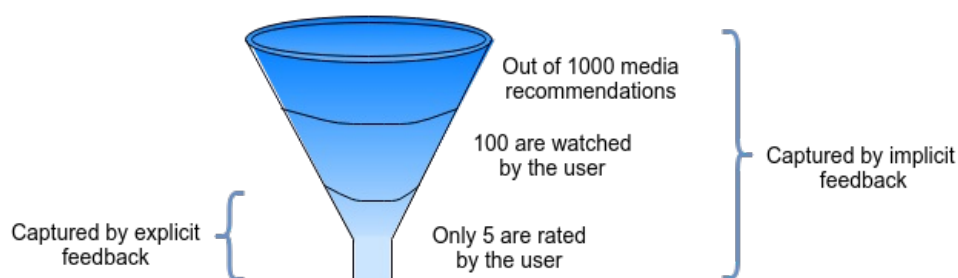 Out of 1000 media
recommendations
100 are watched
by the user
Captured by implicit
feedback
Captured by explicit
feedback
Only 5 are rated
by the user